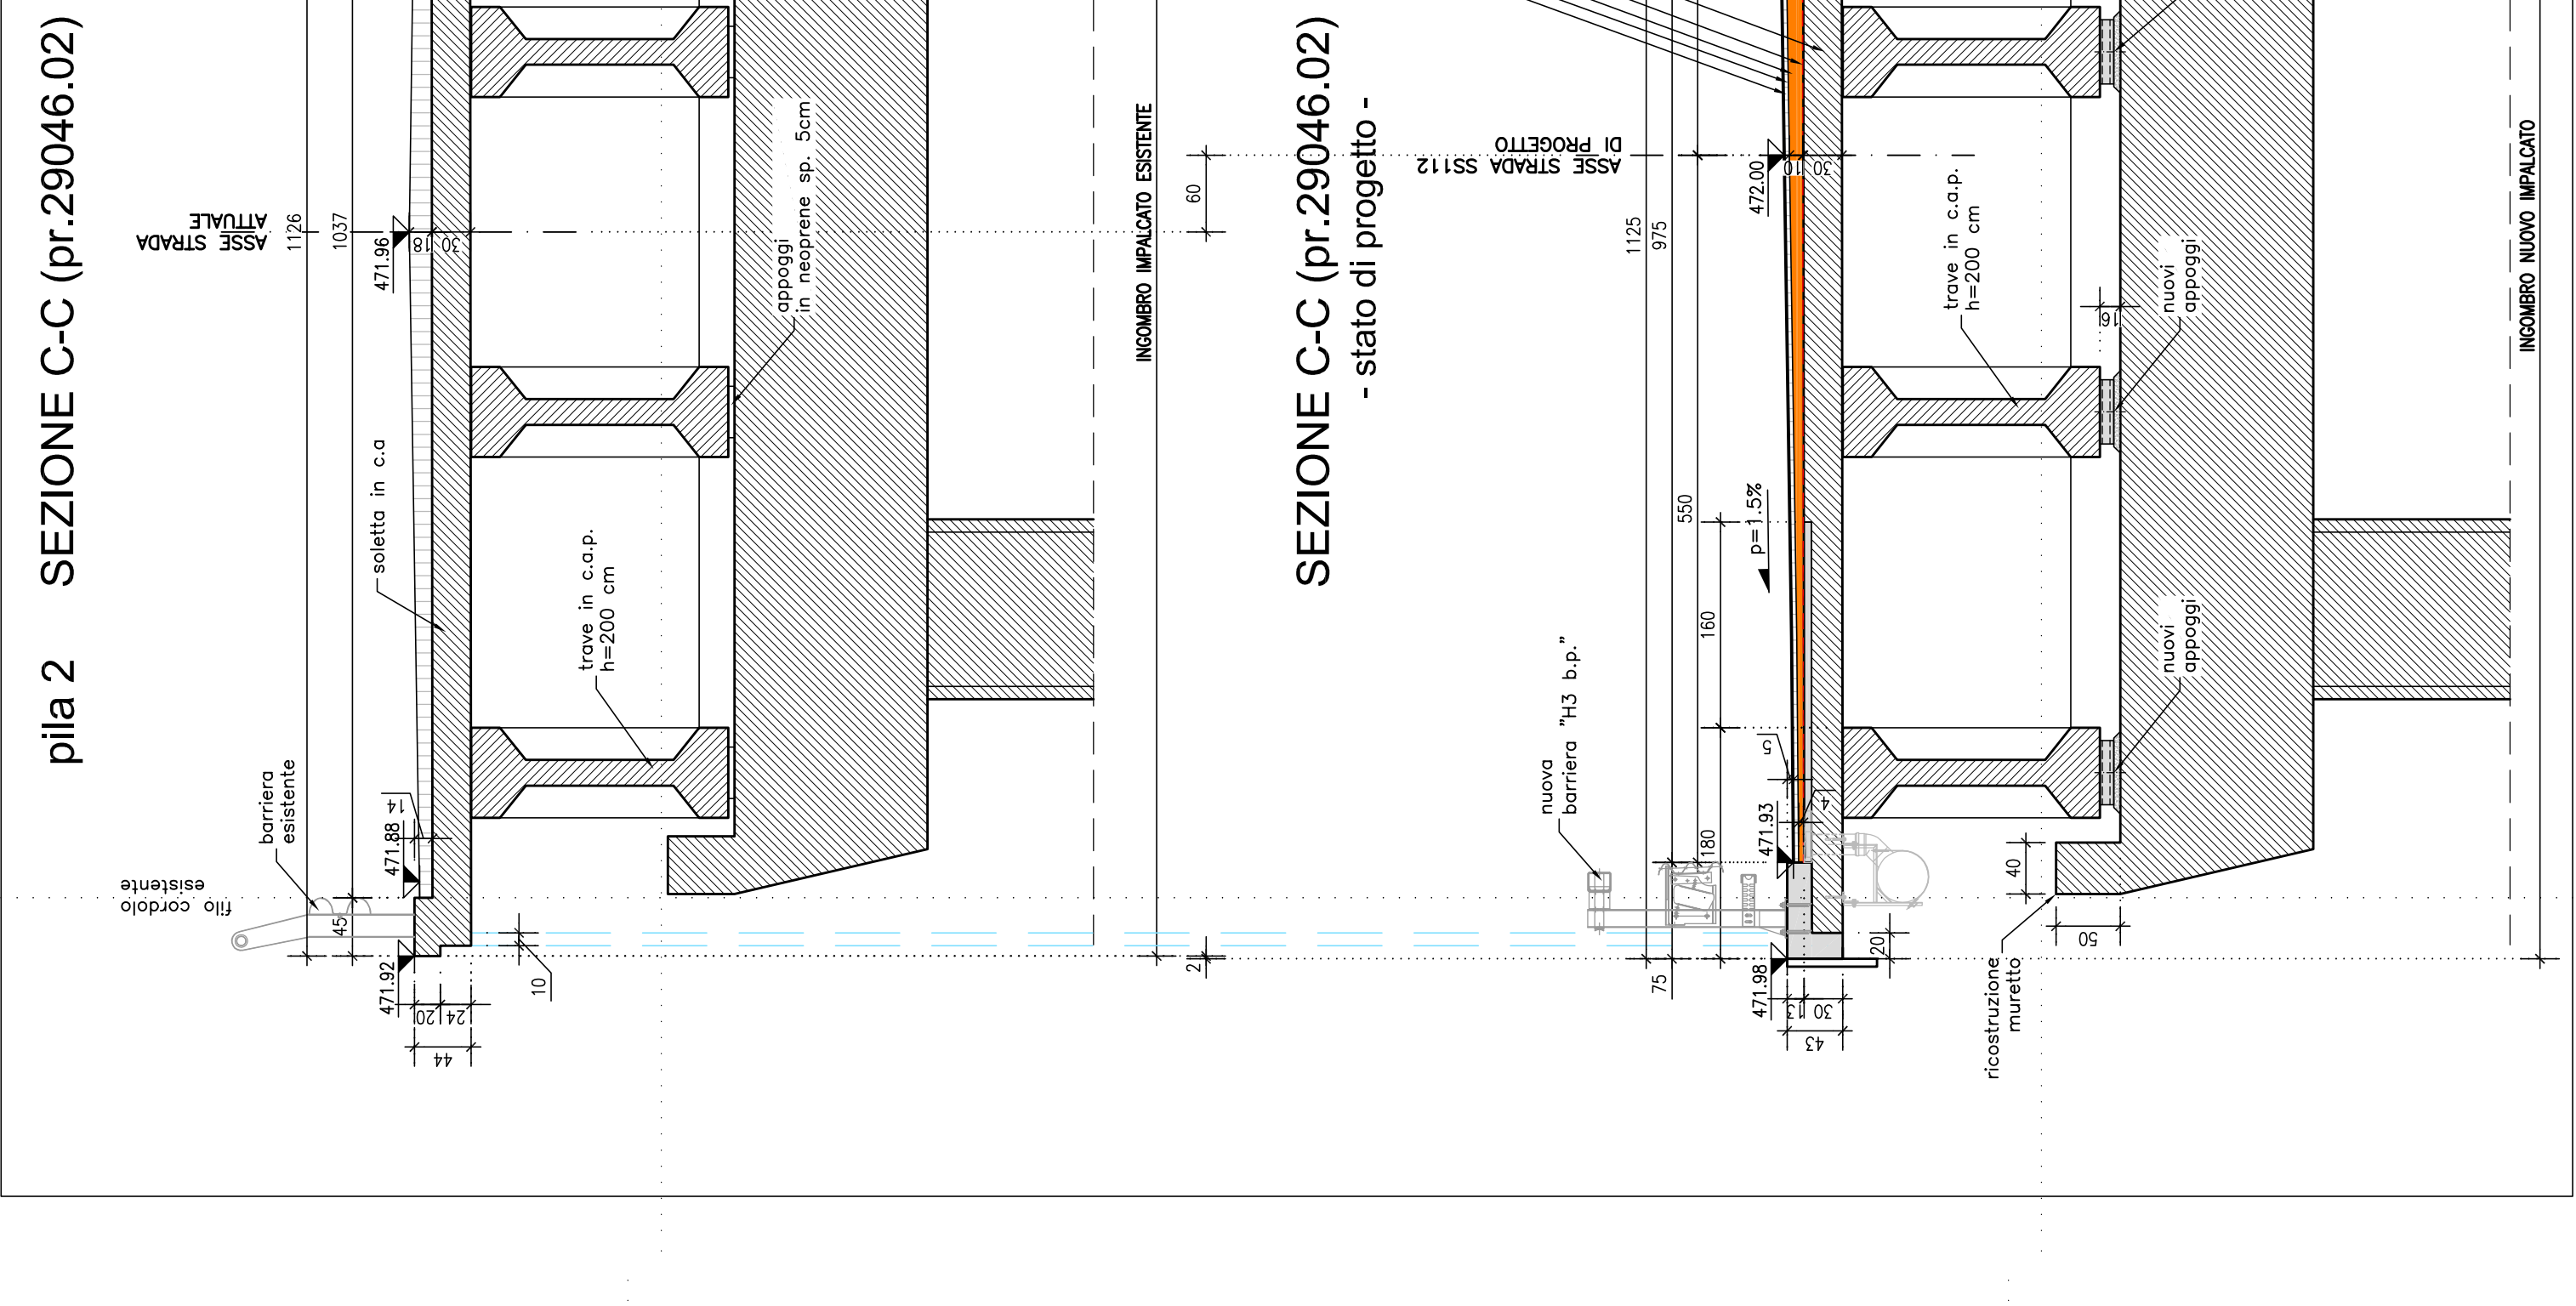 pila 2 SEZIONE C-C (pr.29046.02)
ASSE STRADA
ATTUALE
1126
1037
471.96
18
30
soletta in c.a
barriera
esistente
filo cordolo
esistente
45
471.88
14
471.92
20
24
44
10
trave in c.a.p.
h=200 cm
appoggi
in neoprene sp. 5cm
INGOMBRO IMPALCATO ESISTENTE
60
2
SEZIONE C-C (pr.29046.02)
- stato di progetto -
ASSE STRADA SS112
DI PROGETTO
1125
975
472.00
10
30
550
p=1.5%
160
180
5
4
nuova
barriera "H3 b.p."
471.93
75
471.98
13
30
43
20
trave in c.a.p.
h=200 cm
16
nuovi
appoggi
nuovi
appoggi
40
50
ricostruzione
muretto
INGOMBRO NUOVO IMPALCATO